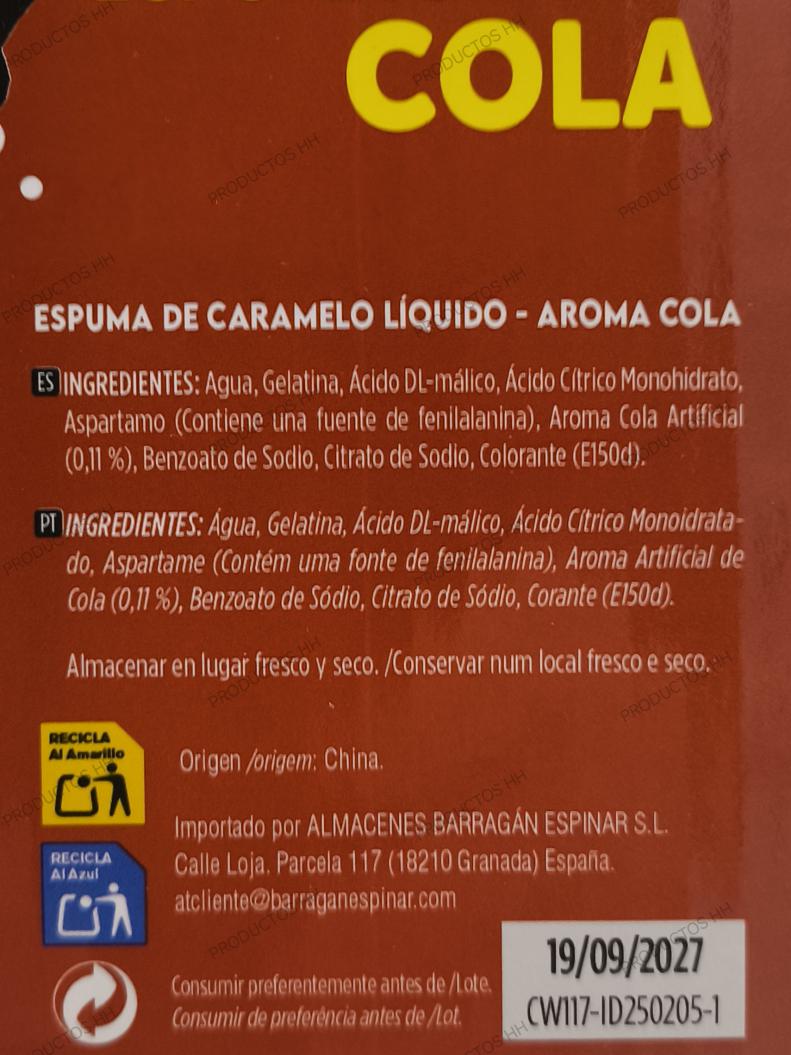 COLA
ESPUMA DE CARAMELO LÍQUIDO - AROMA COLA
ES INGREDIENTES: Agua, Gelatina, Ácido DL-málico, Ácido Cítrico Monohidrato,
Aspartamo (Contiene una fuente de fenilalanina), Aroma Cola Artificial
(0,11 %), Benzoato de Sodio, Citrato de Sodio, Colorante (E150d).
PT INGREDIENTES: Água, Gelatina, Ácido DL-málico, Ácido Cítrico Monoidrata-
do, Aspartame (Contém uma fonte de fenilalanina), Aroma Artificial de
Cola (0,11 %), Benzoato de Sódio, Citrato de Sódio, Corante (E150d).
Almacenar en lugar fresco y seco. /Conservar num local fresco e seco.
RECICLA
Al Amarillo
Origen /origem: China.
Importado por ALMACENES BARRAGÁN ESPINAR S.L.
Calle Loja. Parcela 117 (18210 Granada) España.
atcliente@barraganespinar.com
RECICLA
Al Azul
Consumir preferentemente antes de /Lote.
Consumir de preferência antes de /Lot.
19/09/2027
CW117-ID250205-1
PRODUCTOS HH